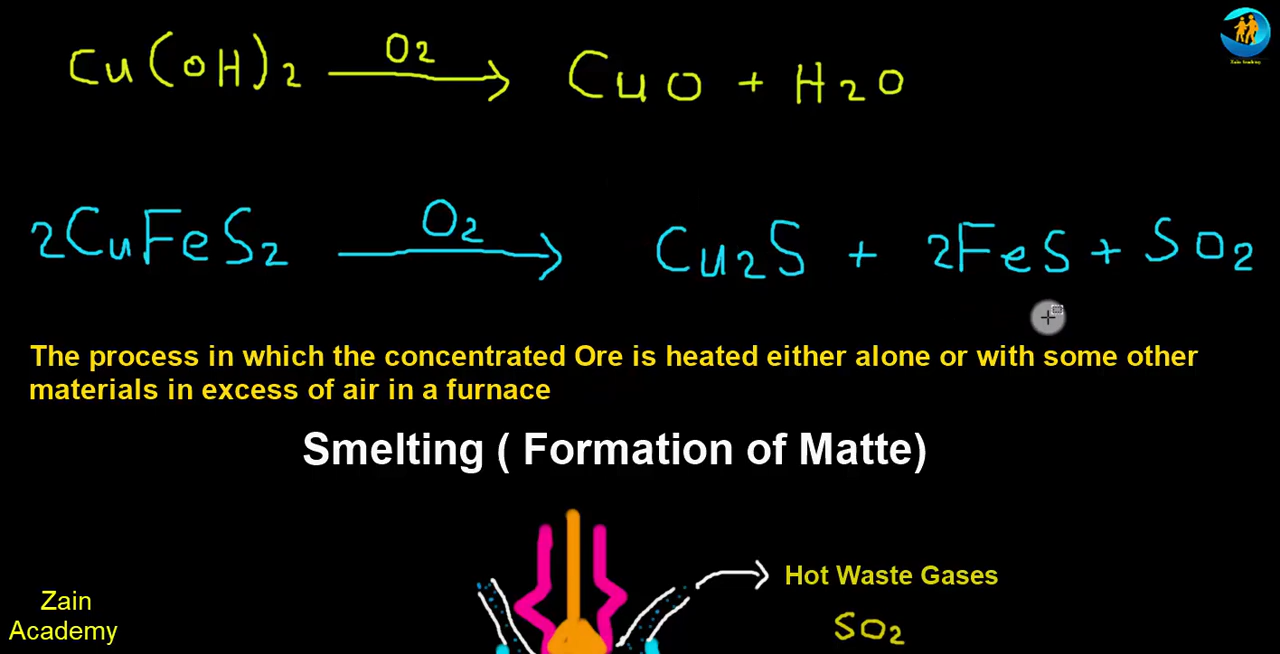 Cu(OH)2 O2 → CuO + H2O
2CuFeS2 O2 → Cu2S + 2FeS + SO2
The process in which the concentrated Ore is heated either alone or with some other
materials in excess of air in a furnace
Smelting ( Formation of Matte)
Hot Waste Gases
SO2
Zain
Academy
Zain Academy